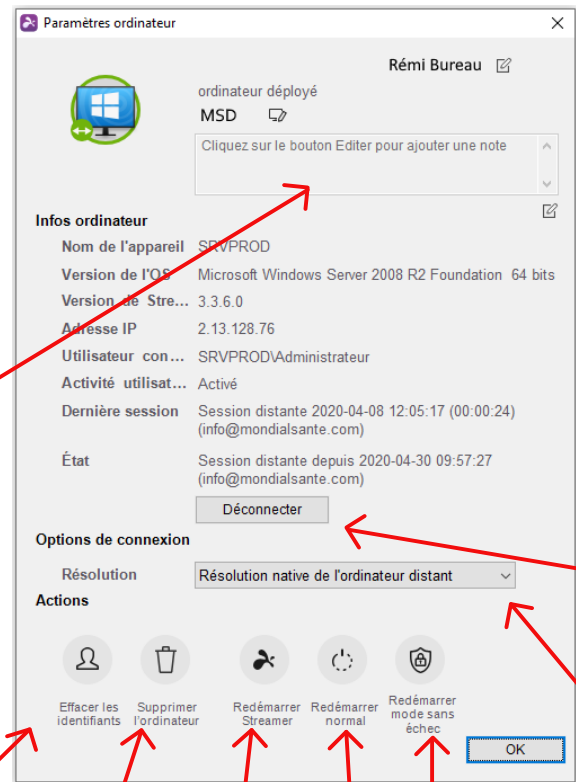 Paramètres ordinateur
Rémi Bureau
ordinateur déployé
MSD
Cliquez sur le bouton Editer pour ajouter une note
Infos ordinateur
Nom de l'appareil SRVPROD
Version de l'OS Microsoft Windows Server 2008 R2 Foundation 64 bits
Version de Stre... 3.3.6.0
Adresse IP 2.13.128.76
Utilisateur con... SRVPROD\Administrateur
Activité utilisat... Activé
Dernière session Session distante 2020-04-08 12:05:17 (00:00:24)
(info@mondialsante.com)
État Session distante depuis 2020-04-30 09:57:27
(info@mondialsante.com)
Déconnecter
Options de connexion
Résolution Résolution native de l'ordinateur distant
Actions
Effacer les
identifiants
Supprimer
l'ordinateur
Redémarrer
Streamer
Redémarrer
normal
Redémarrer
mode sans
échec
OK